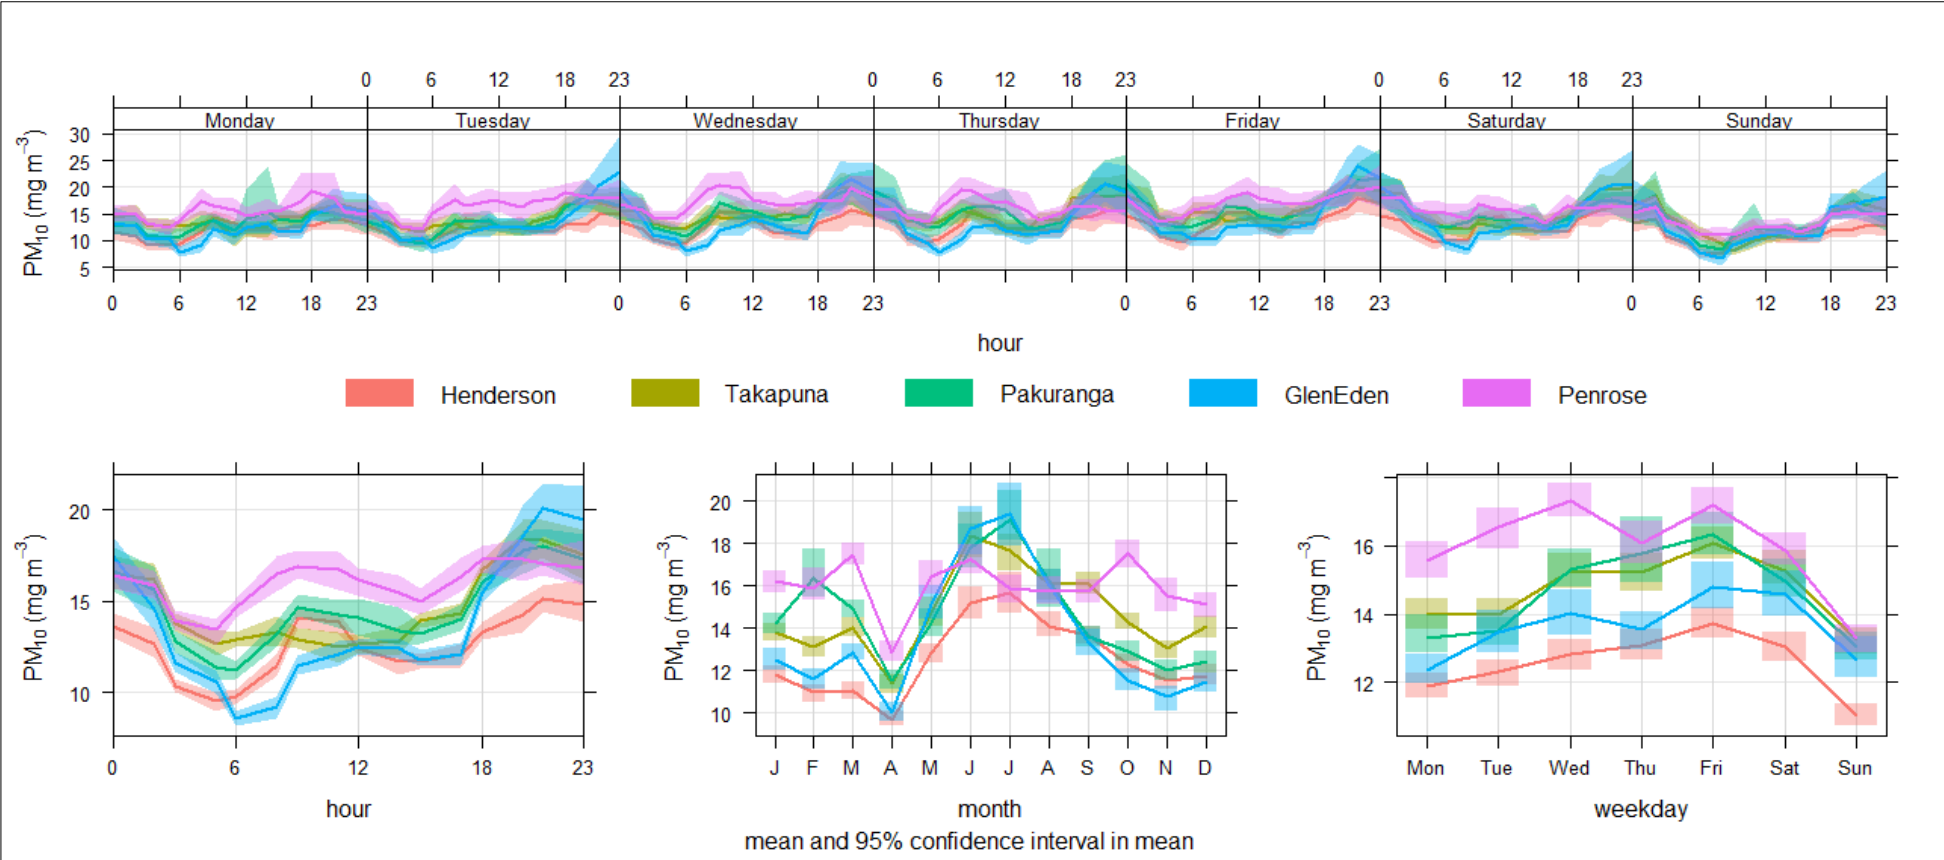 0 6 12 18 23 0 6 12 18 23 0 6 12 18 23
Monday Tuesday Wednesday Thursday Friday Saturday Sunday
PM10 (mg m−3)
30
25
20
15
10
5
0 6 12 18 23 0 6 12 18 23 0 6 12 18 23 0 6 12 18 23
hour
Henderson Takapuna Pakuranga GlenEden Penrose
PM10 (mg m−3)
20
15
10
0 6 12 18 23
hour
PM10 (mg m−3)
20
18
16
14
12
10
J F M A M J J A S O N D
month
PM10 (mg m−3)
16
14
12
Mon Tue Wed Thu Fri Sat Sun
weekday
mean and 95% confidence interval in mean